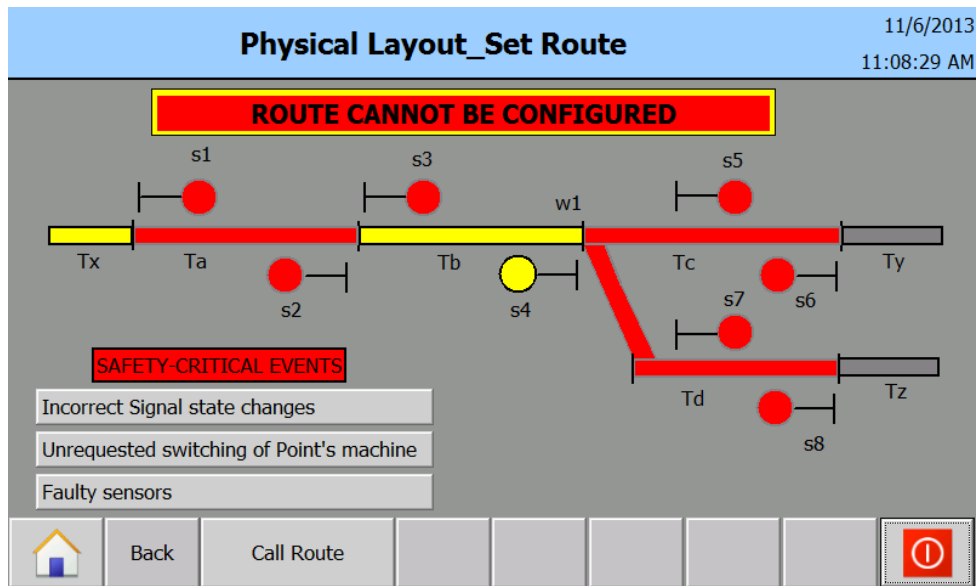 Physical Layout_Set Route
11/6/2013
11:08:29 AM
ROUTE CANNOT BE CONFIGURED
s1
s3
s5
w1
Tx
Ta
Tb
Tc
Ty
s2
s4
s7
s6
SAFETY-CRITICAL EVENTS
Td
Tz
Incorrect Signal state changes
s8
Unrequested switching of Point's machine
Faulty sensors
Back
Call Route